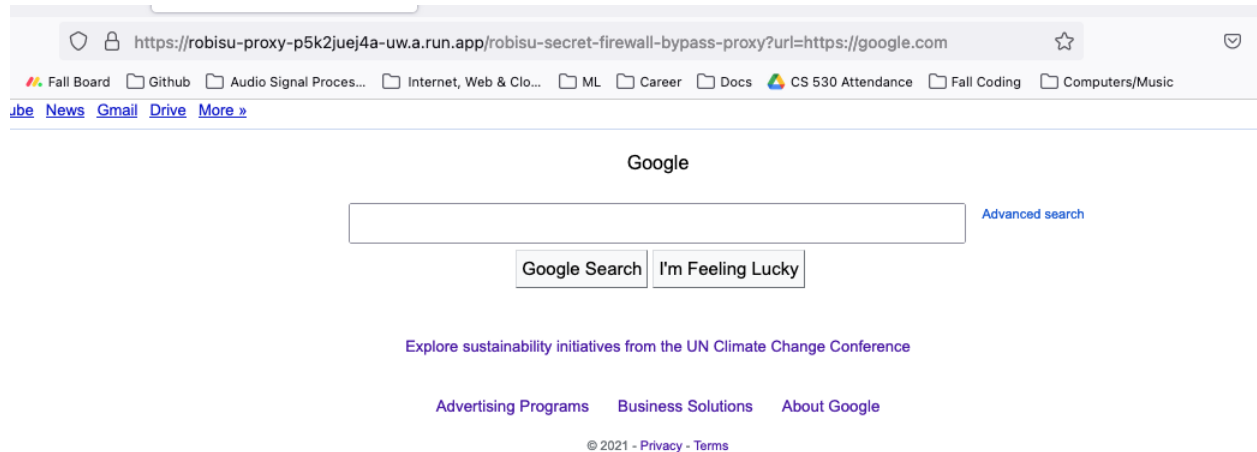 https://robisu-proxy-p5k2juej4a-uw.a.run.app/robisu-secret-firewall-bypass-proxy?url=https://google.com
Fall Board Github Audio Signal Proces... Internet, Web & Clo... ML Career Docs CS 530 Attendance Fall Coding Computers/Music
ube News Gmail Drive More »
Google
Advanced search
Google Search I'm Feeling Lucky
Explore sustainability initiatives from the UN Climate Change Conference
Advertising Programs Business Solutions About Google
© 2021 - Privacy - Terms